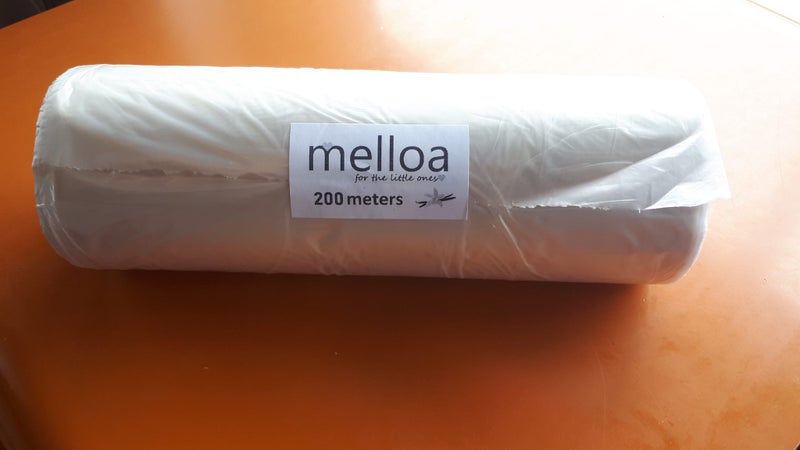 melloa
for the little ones
200 meters